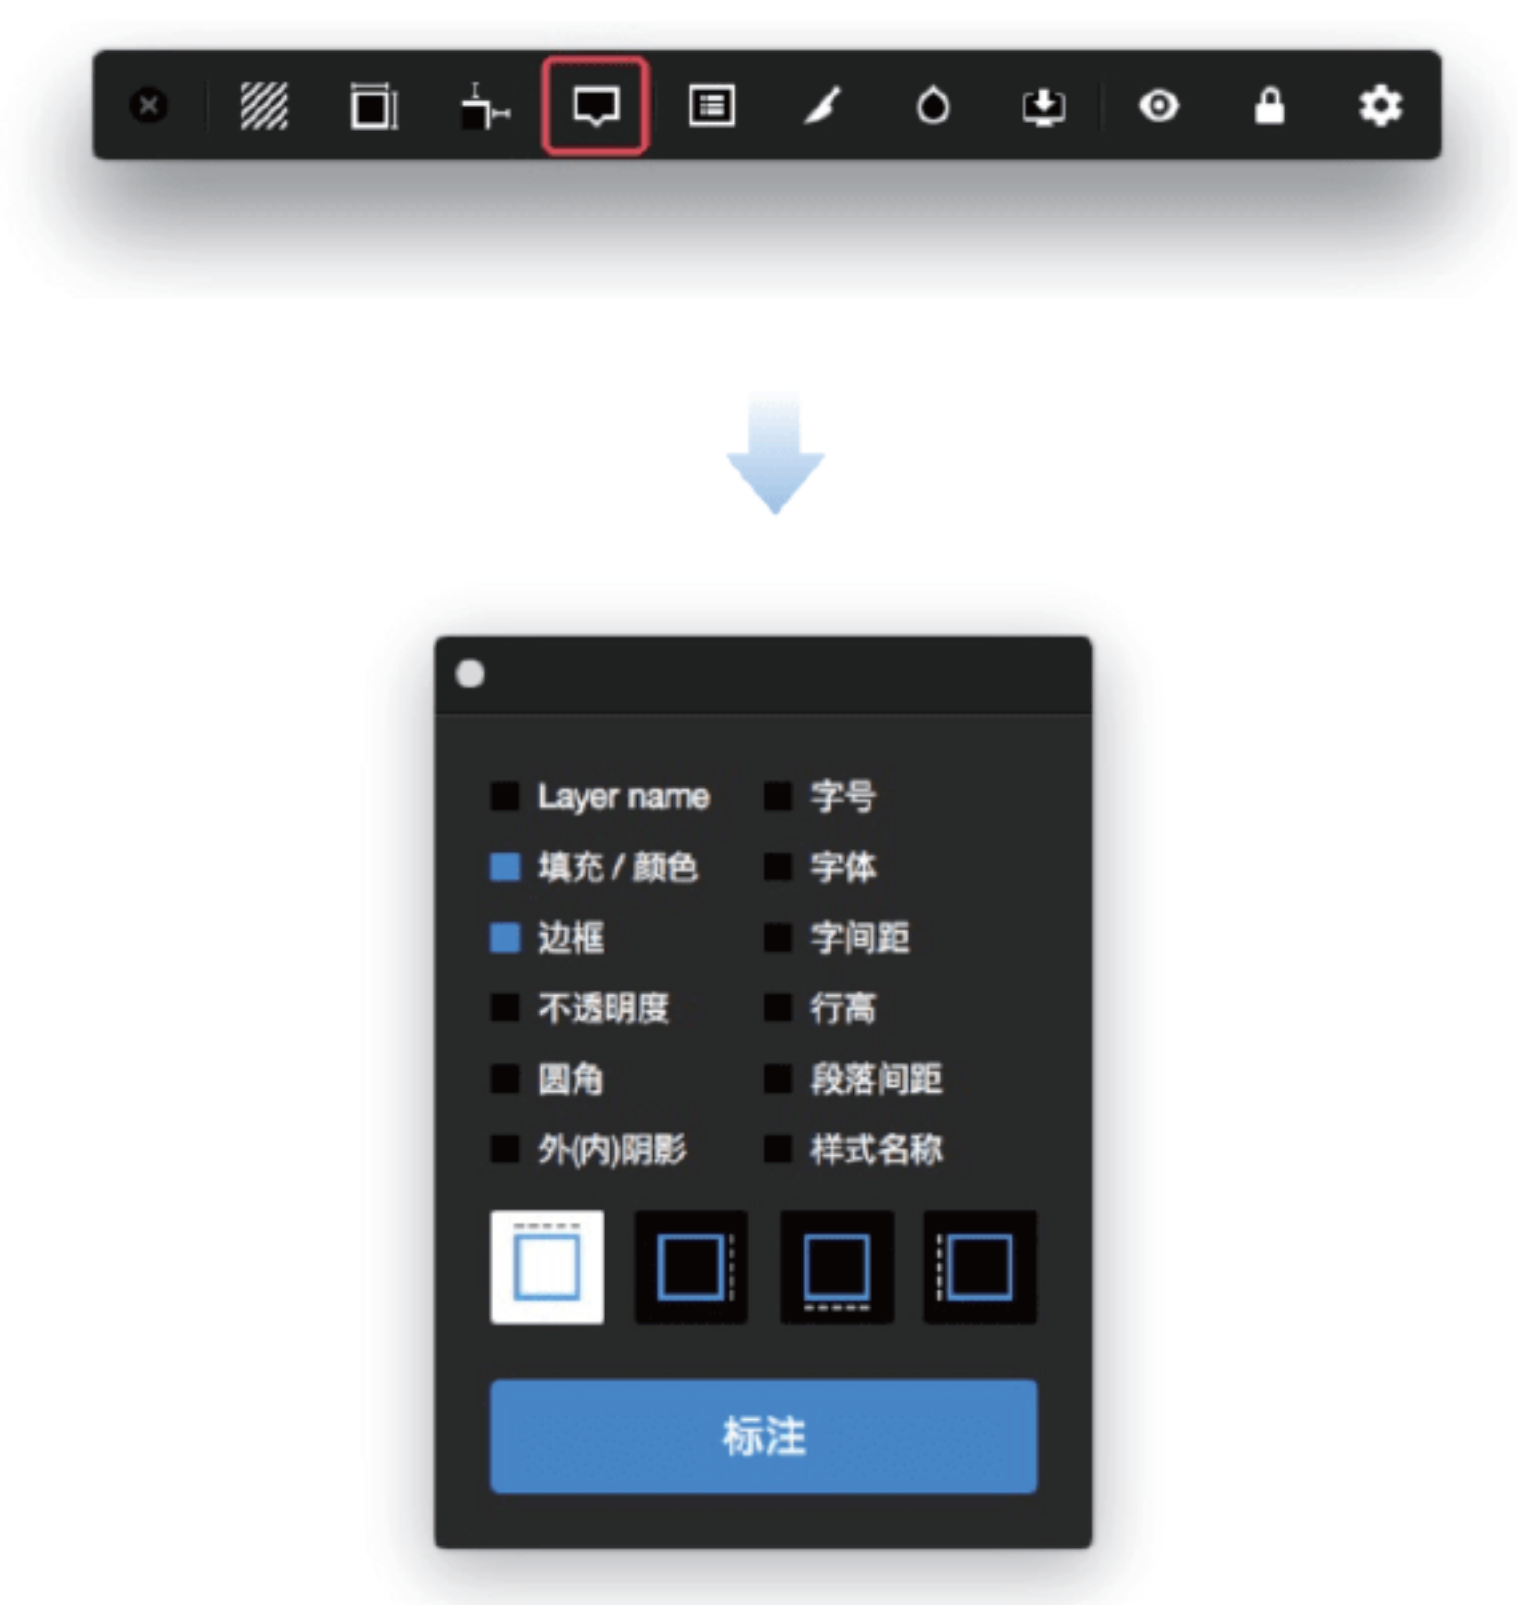 Layer name
字号
填充 / 颜色
字体
边框
字间距
不透明度
行高
圆角
段落间距
外(内)阴影
样式名称
标注